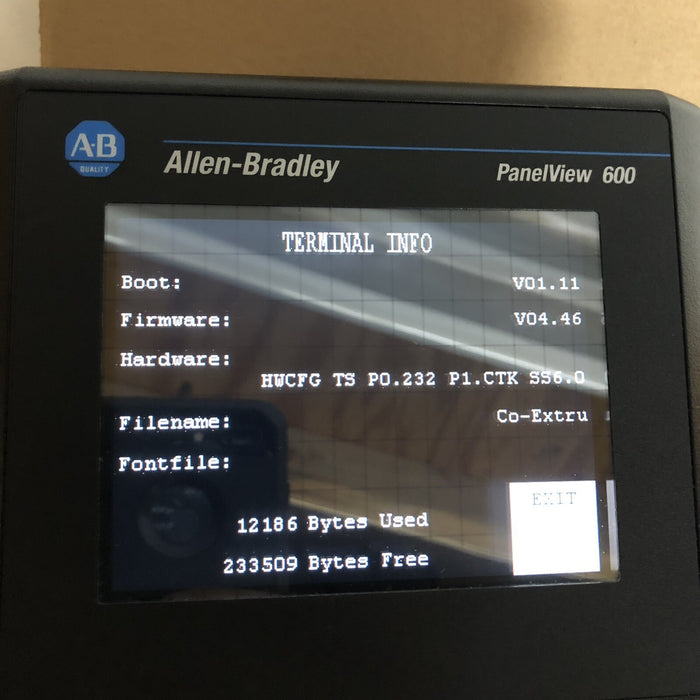 A·B
QUALITY
Allen-Bradley
PanelView 600
TERMINAL INFO
Boot: V01.11
Firmware: V04.46
Hardware:
HWCFG TS P0.232 P1.CTK SS6.0
Filename: Co-Extru
Fontfile:
EXIT
12186 Bytes Used
233509 Bytes Free